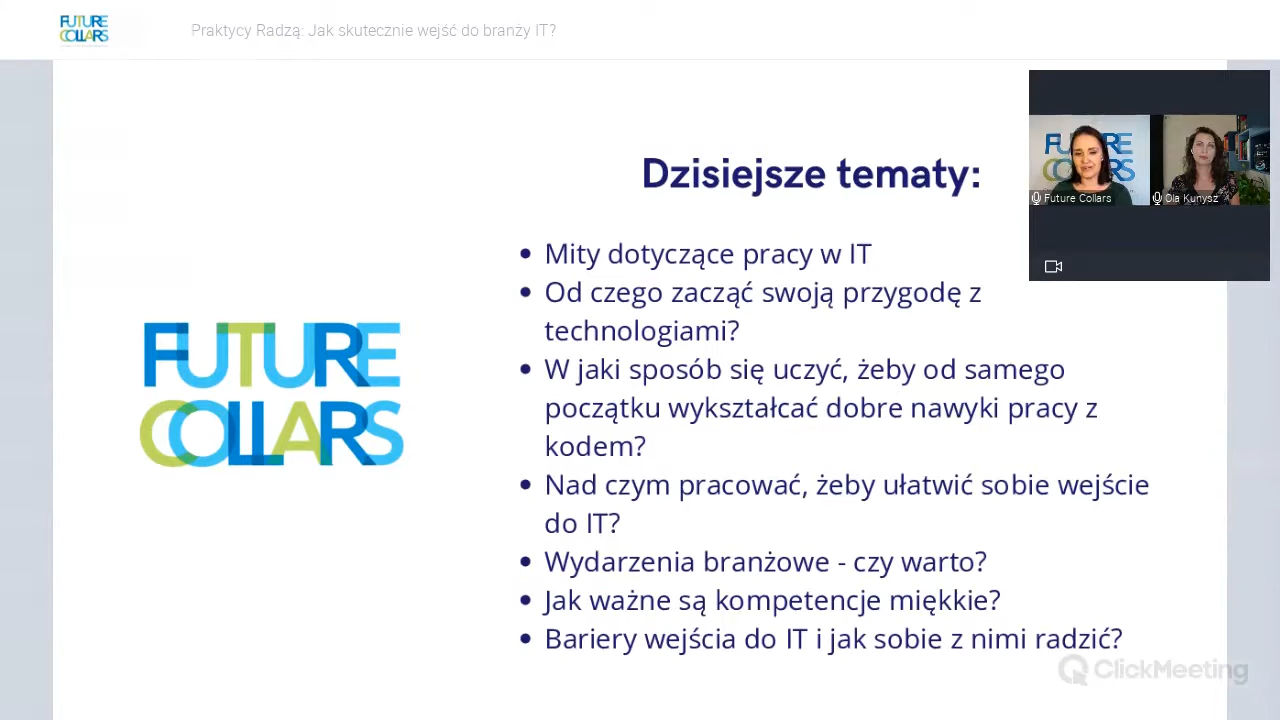 FUTURE
COLLARS
Praktycy Radzą: Jak skutecznie wejść do branży IT?
Dzisiejsze tematy:
FUTURE
COLLARS
Future Collars
Ola Kunysz
• Mity dotyczące pracy w IT
• Od czego zacząć swoją przygodę z
technologiami?
• W jaki sposób się uczyć, żeby od samego
początku wykształcać dobre nawyki pracy z
kodem?
• Nad czym pracować, żeby ułatwić sobie wejście
do IT?
• Wydarzenia branżowe - czy warto?
• Jak ważne są kompetencje miękkie?
• Bariery wejścia do IT i jak sobie z nimi radzić?
FUTURE
COLLARS
ClickMeeting